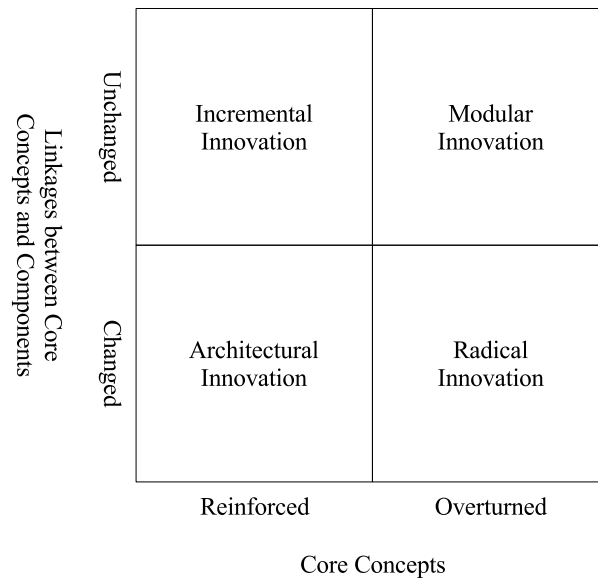 Linkages between Core
Concepts and Components
Unchanged
Changed
Incremental
Innovation
Modular
Innovation
Architectural
Innovation
Radical
Innovation
Reinforced
Overturned
Core Concepts